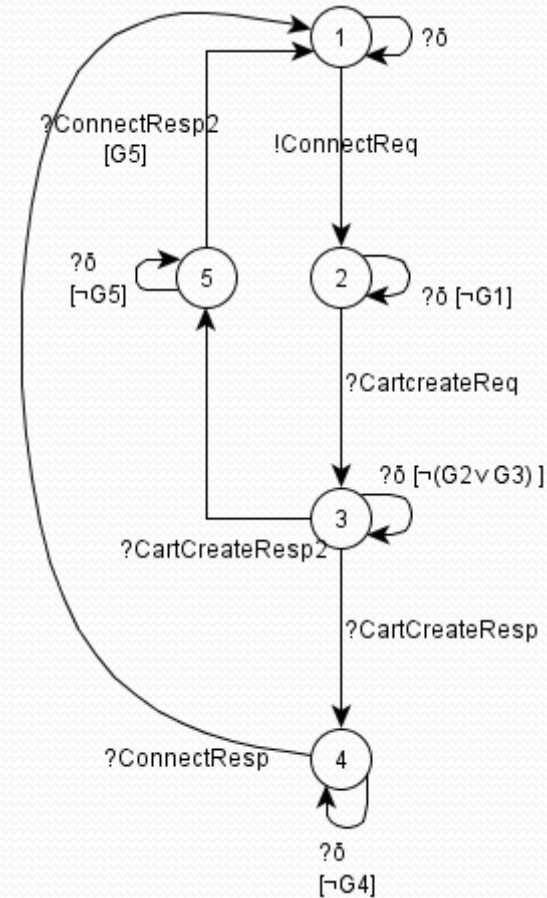 1
?δ
?ConnectResp2
[G5]
!ConnectReq
?δ
[¬G5]
5
2
?δ [¬G1]
?CartcreateReq
?δ [¬(G2∨G3) ]
3
?CartCreateResp2
?CartCreateResp
?ConnectResp
4
?δ
[¬G4]